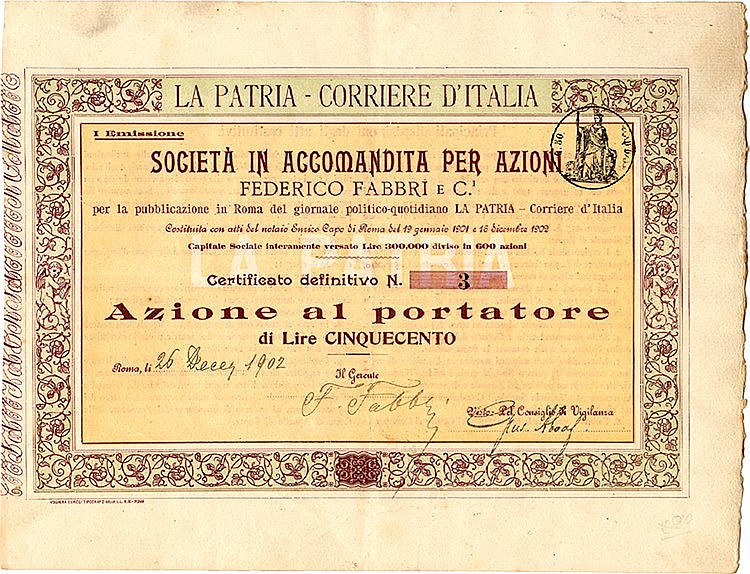 LA PATRIA - CORRIERE D'ITALIA
I Emissione
SOCIETÀ IN ACCOMANDITA PER AZIONI
FEDERICO FABBRI E C.i
per la pubblicazione in Roma del giornale politico-quotidiano LA PATRIA - Corriere d'Italia
Costituita con atti del notaio Enrico Capo di Roma del 19 gennaio 1901 e 18 dicembre 1902
Capitale Sociale interamente versato Lire 300.000 diviso in 600 azioni
LA PATRIA
Certificato definitivo N. 3
Azione al portatore
di Lire CINQUECENTO
Roma, li 26 1902
Il Gerente
F. Fabbri
Visto-Pel Consiglio di Vigilanza